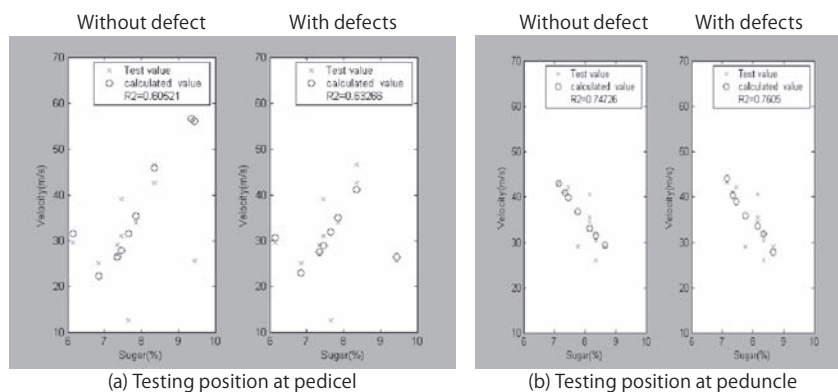 Without defect With defects Without defect With defects
Test value
calculated value
R2=0.60521
Test value
calculated value
R2=0.63266
Test value
calculated value
R2=0.74726
Test value
calculated value
R2=0.7605
70
60
50
40
30
20
10
Velocity(m/s)
6 7 8 9 10
Sugar(%)
70
60
50
40
30
20
10
Velocity(m/s)
6 7 8 9 10
Sugar(%)
70
60
50
40
30
20
10
Velocity(m/s)
6 7 8 9 10
Sugar(%)
70
60
50
40
30
20
10
Velocity(m/s)
6 7 8 9 10
Sugar(%)
(a) Testing position at pedicel
(b) Testing position at peduncle